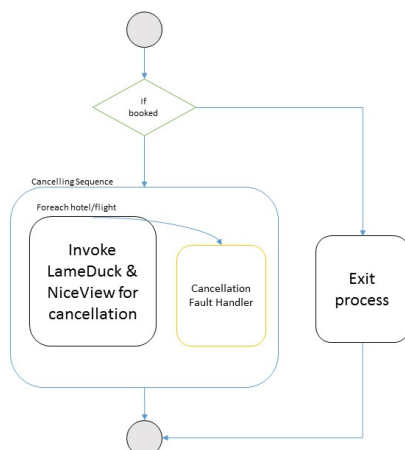 If
booked
Cancelling Sequence
Foreach hotel/flight
Invoke
LameDuck &
NiceView for
cancellation
Cancellation
Fault Handler
Exit
process